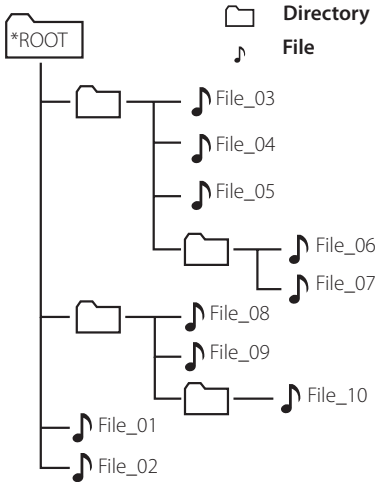 Directory
File
*ROOT
File_03
File_04
File_05
File_06
File_07
File_08
File_09
File_10
File_01
File_02